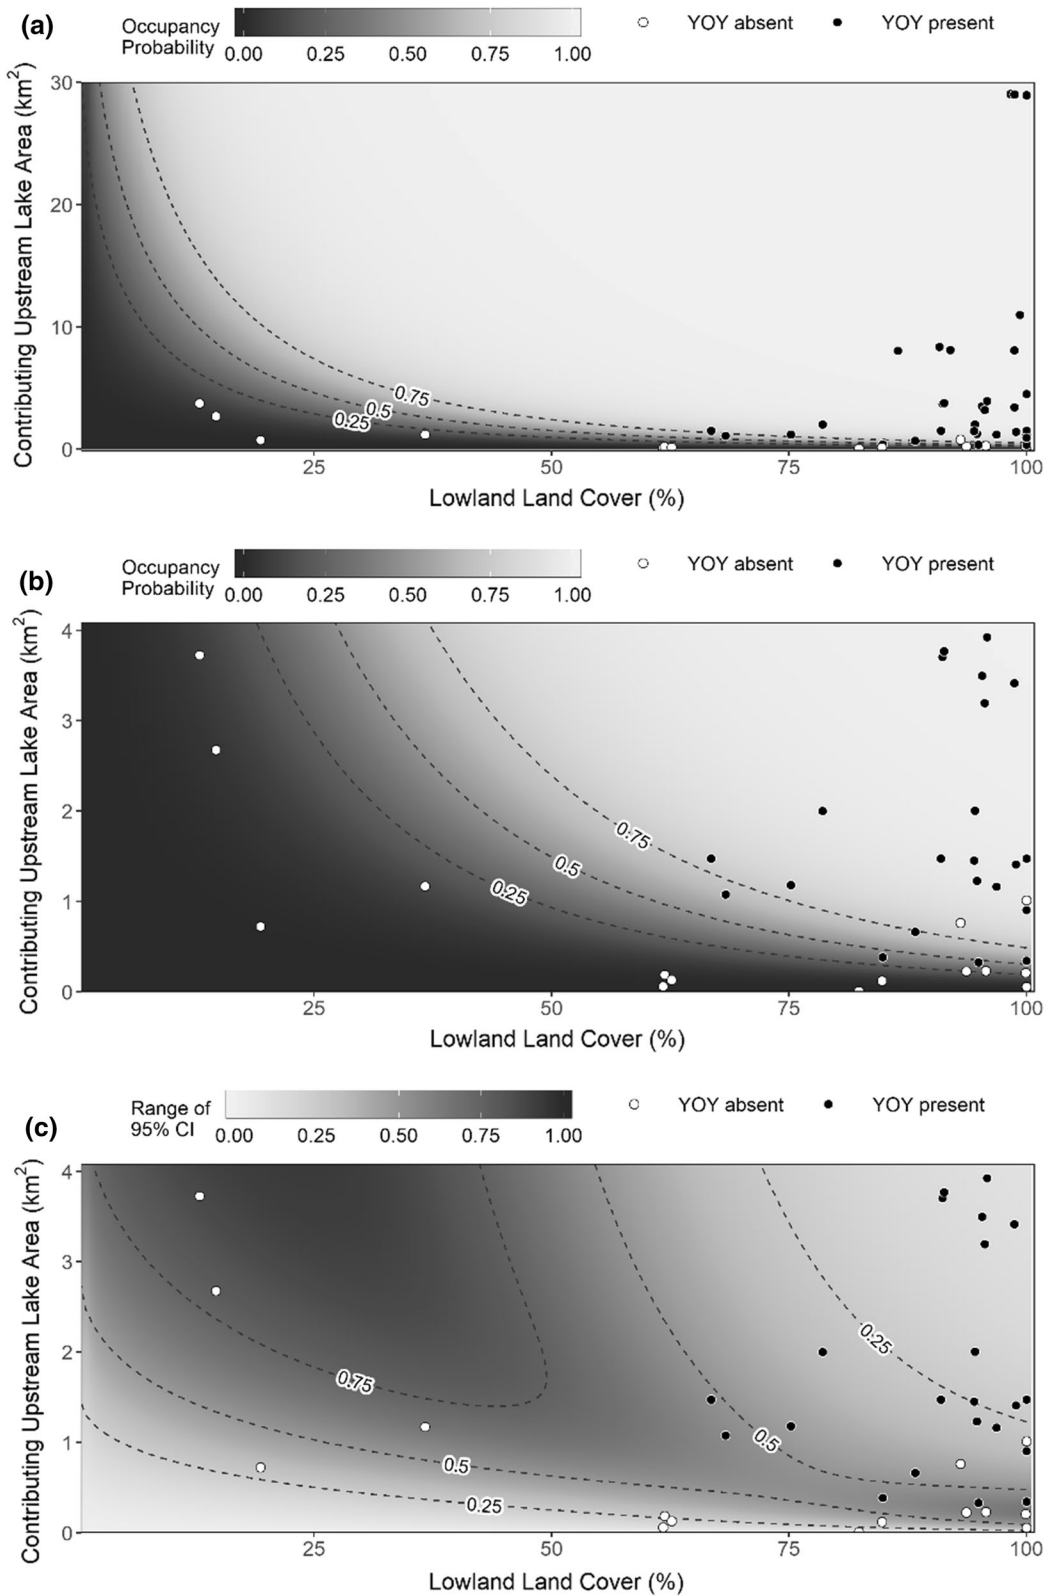 (a)
Occupancy Probability
0.00 0.25 0.50 0.75 1.00
YOY absent YOY present
Contributing Upstream Lake Area (km²)
30
20
10
0
0.75
0.5
0.25
25 50 75 100
Lowland Land Cover (%)
(b)
Occupancy Probability
0.00 0.25 0.50 0.75 1.00
YOY absent YOY present
Contributing Upstream Lake Area (km²)
4
3
2
1
0
0.75
0.5
0.25
25 50 75 100
Lowland Land Cover (%)
(c)
Range of 95% CI
0.00 0.25 0.50 0.75 1.00
YOY absent YOY present
Contributing Upstream Lake Area (km²)
4
3
2
1
0
0.25
0.75
0.5
0.5
0.25
25 50 75 100
Lowland Land Cover (%)